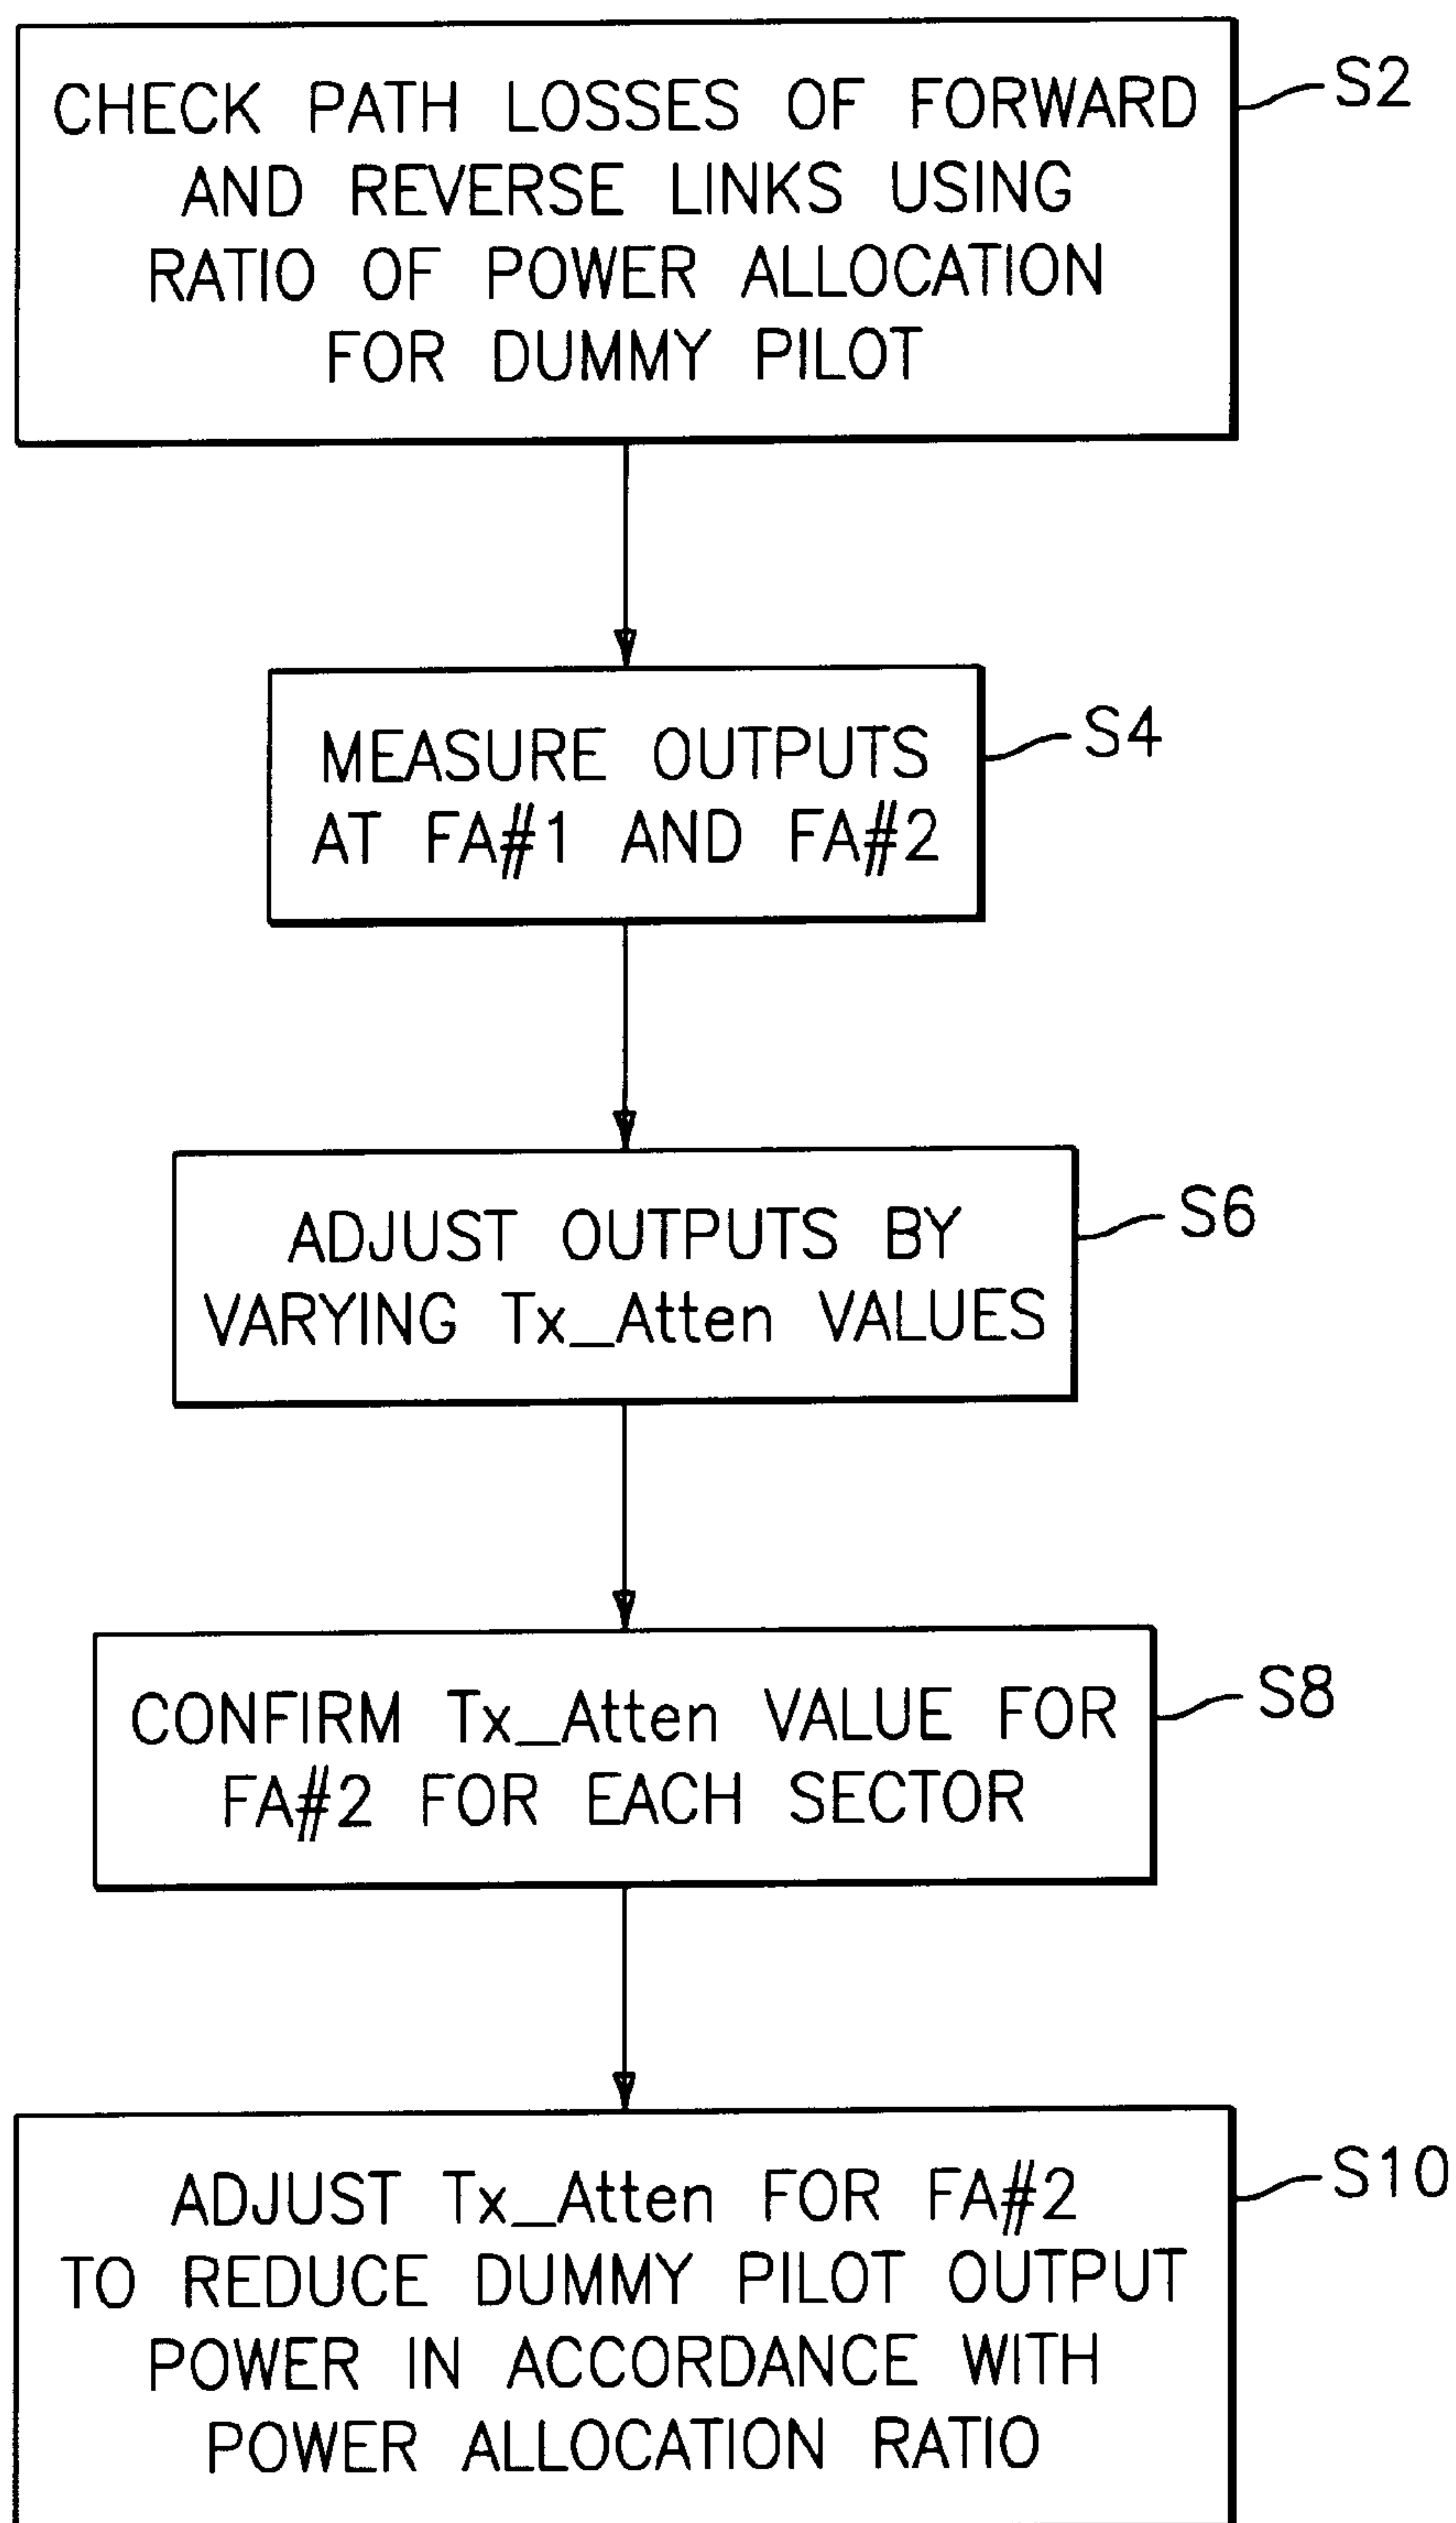 CHECK PATH LOSSES OF FORWARD
AND REVERSE LINKS USING
RATIO OF POWER ALLOCATION
FOR DUMMY PILOT
S2
MEASURE OUTPUTS
AT FA#1 AND FA#2
S4
ADJUST OUTPUTS BY
VARYING Tx_Atten VALUES
S6
CONFIRM Tx_Atten VALUE FOR
FA#2 FOR EACH SECTOR
S8
ADJUST Tx_Atten FOR FA#2
TO REDUCE DUMMY PILOT OUTPUT
POWER IN ACCORDANCE WITH
POWER ALLOCATION RATIO
S10